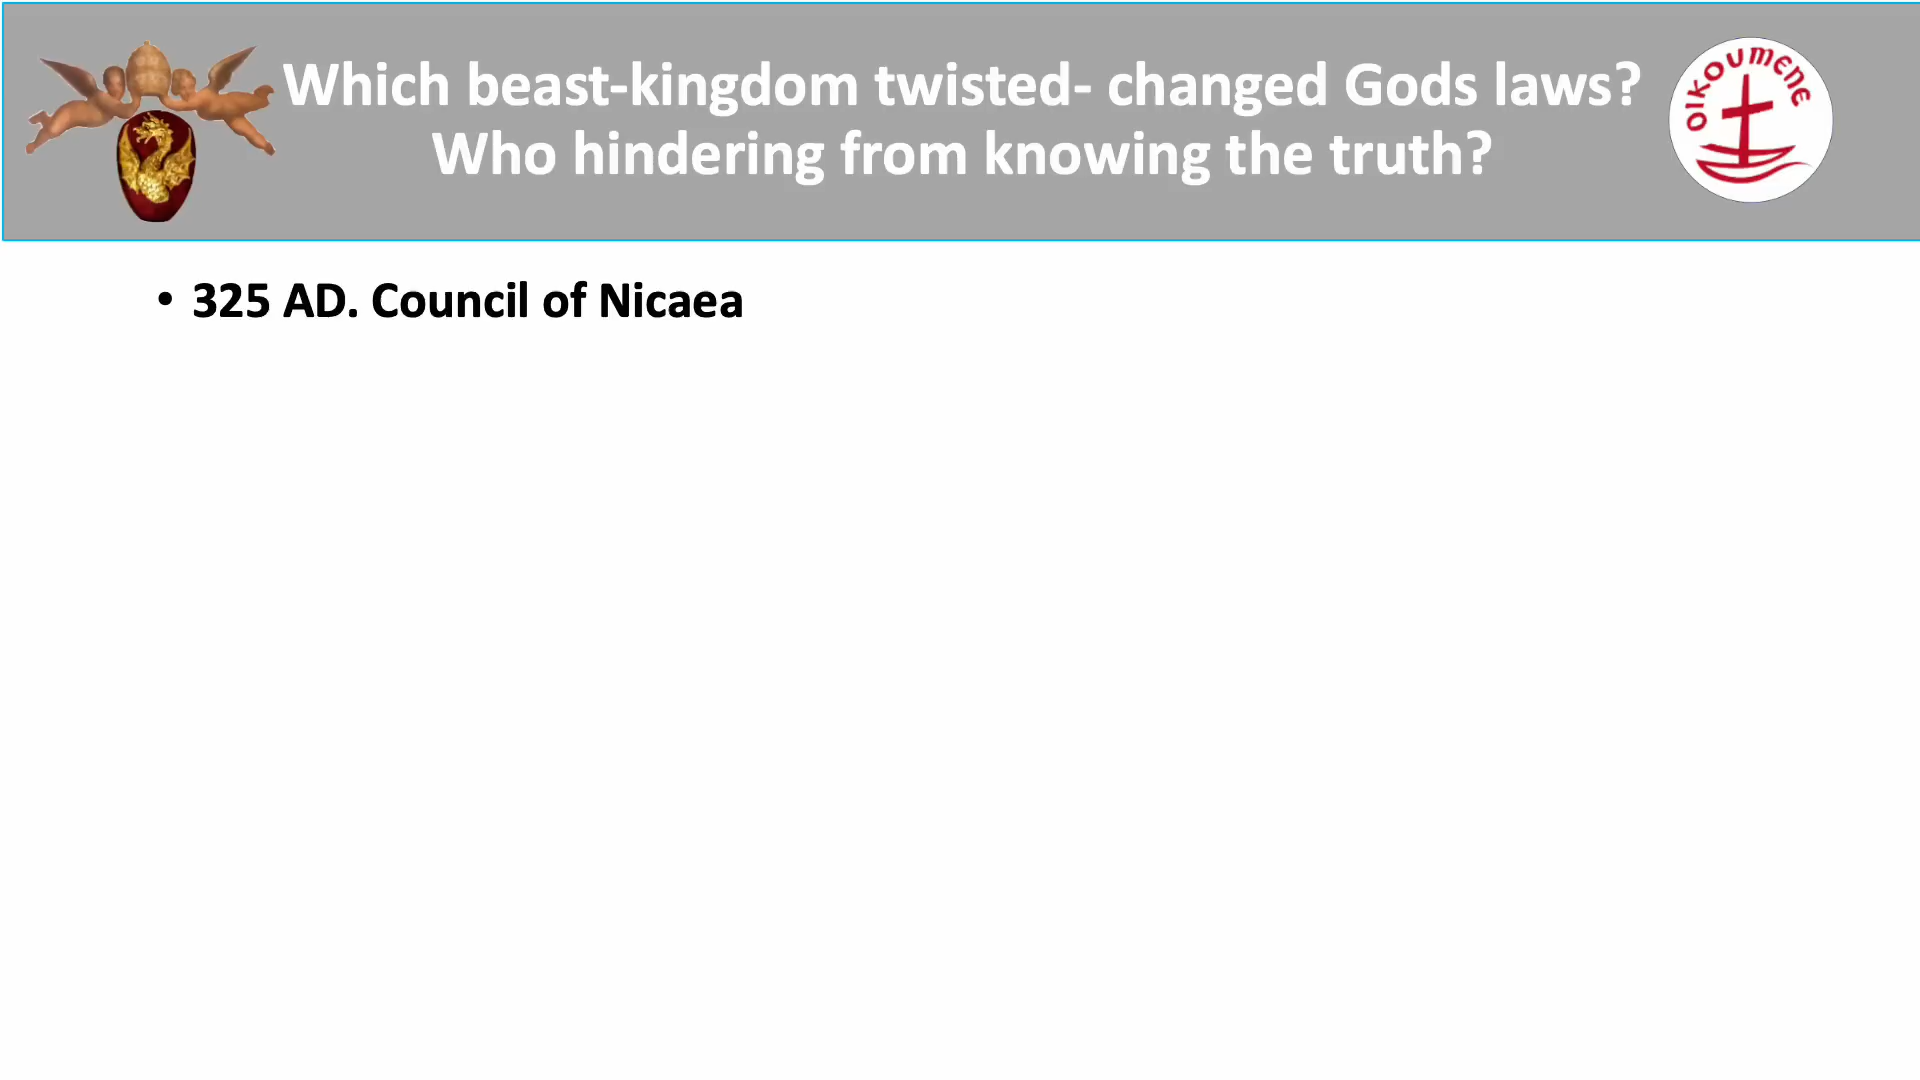 Which beast-kingdom twisted- changed Gods laws?
Who hindering from knowing the truth?
OIKOUMENE
• 325 AD. Council of Nicaea